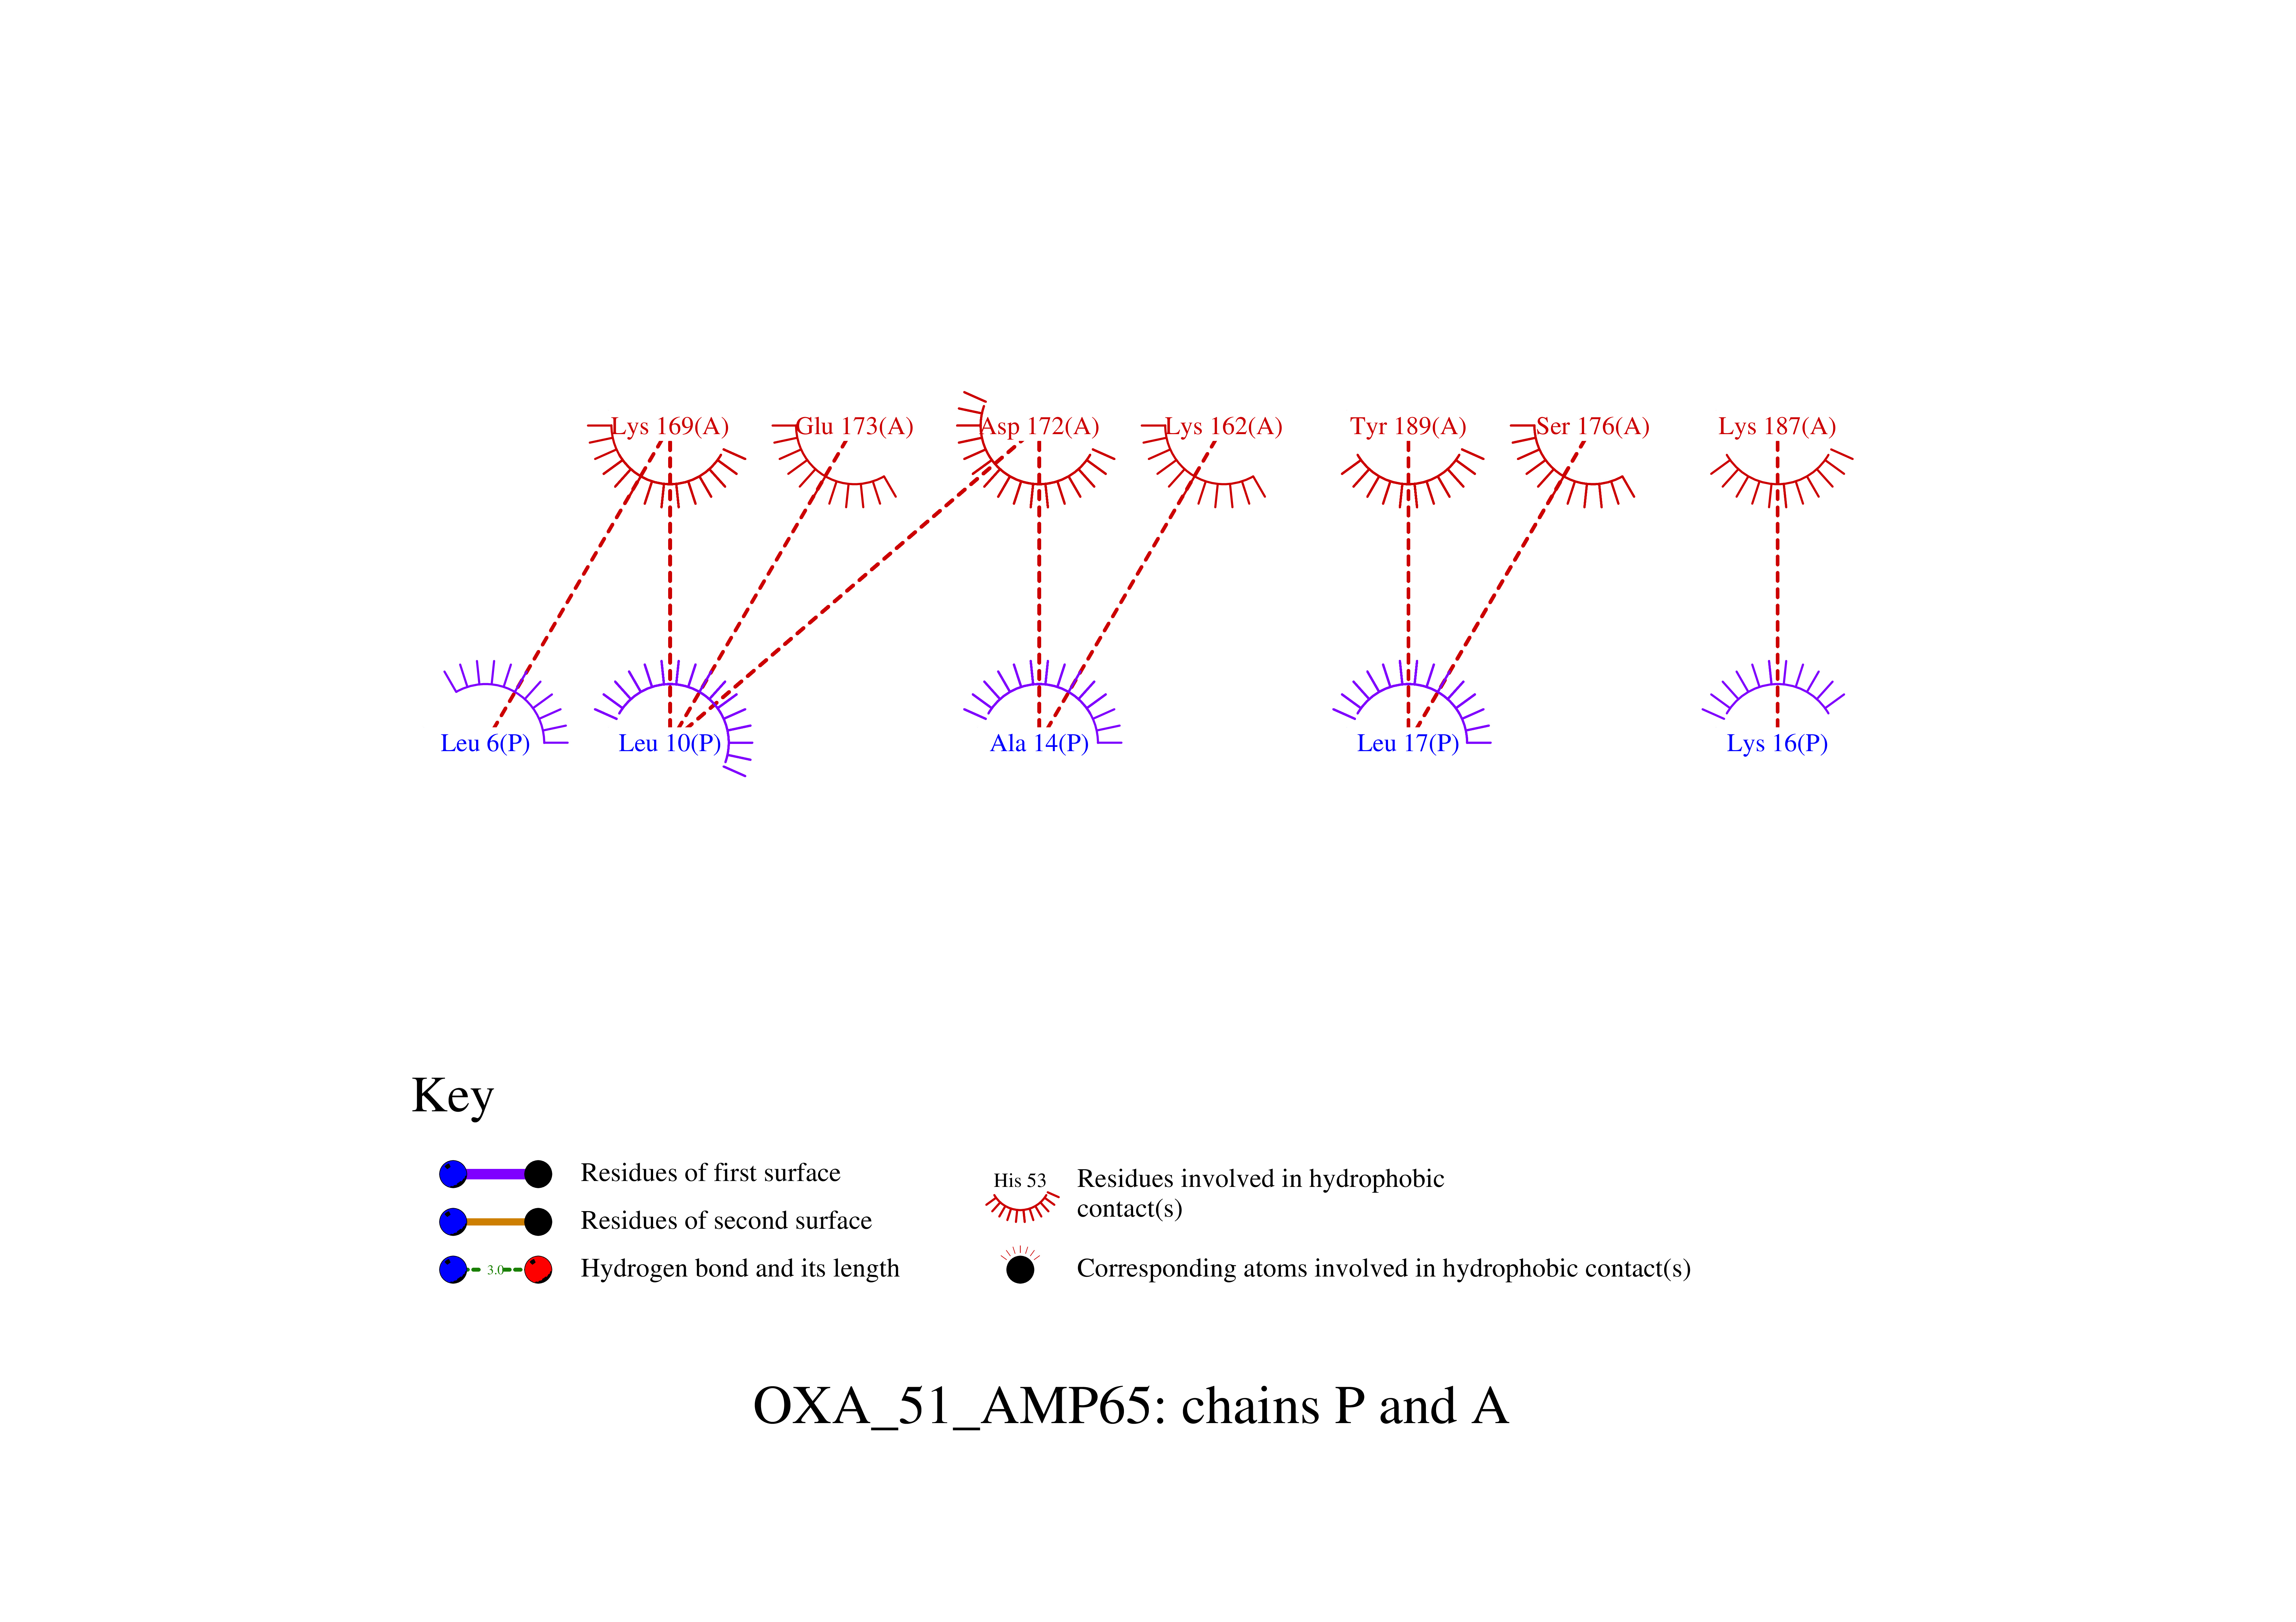 Lys 169(A) Glu 173(A) Asp 172(A) Lys 162(A) Tyr 189(A) Ser 176(A) Lys 187(A)
Leu 6(P) Leu 10(P) Ala 14(P) Leu 17(P) Lys 16(P)
Key
Residues of first surface
Residues of second surface
3.0 Hydrogen bond and its length
His 53 Residues involved in hydrophobic
contact(s)
Corresponding atoms involved in hydrophobic contact(s)
OXA_51_AMP65: chains P and A